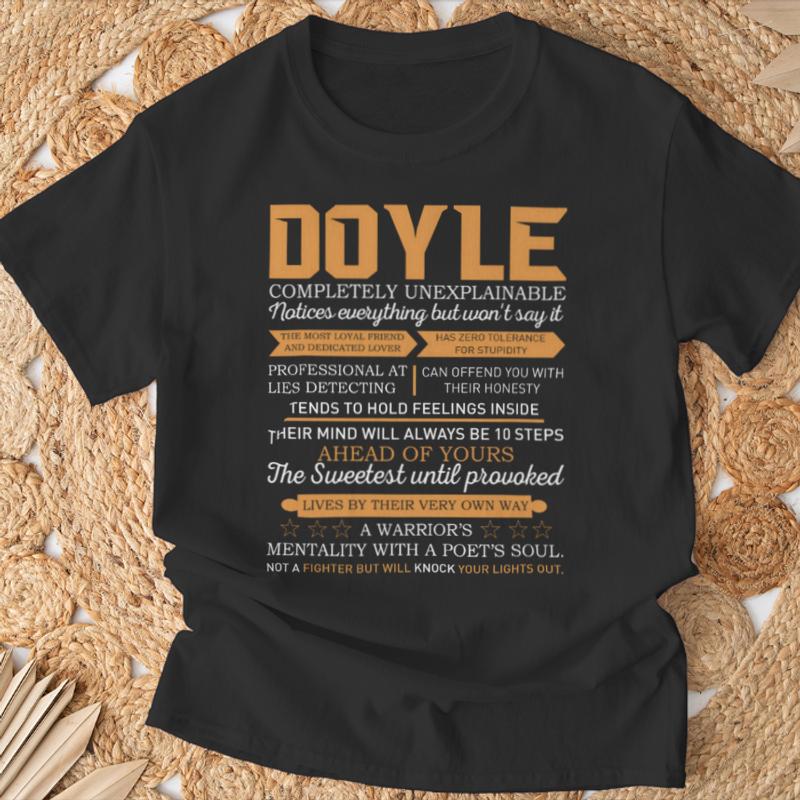 DOYLE
COMPLETELY UNEXPLAINABLE
Notices everything but won't say it
THE MOST LOYAL FRIEND
AND DEDICATED LOVER
HAS ZERO TOLERANCE
FOR STUPIDITY
PROFESSIONAL AT
LIES DETECTING
CAN OFFEND YOU WITH
THEIR HONESTY
TENDS TO HOLD FEELINGS INSIDE
THEIR MIND WILL ALWAYS BE 10 STEPS
AHEAD OF YOURS
The Sweetest until provoked
LIVES BY THEIR VERY OWN WAY
A WARRIOR'S
MENTALITY WITH A POET'S SOUL.
NOT A FIGHTER BUT WILL KNOCK YOUR LIGHTS OUT.